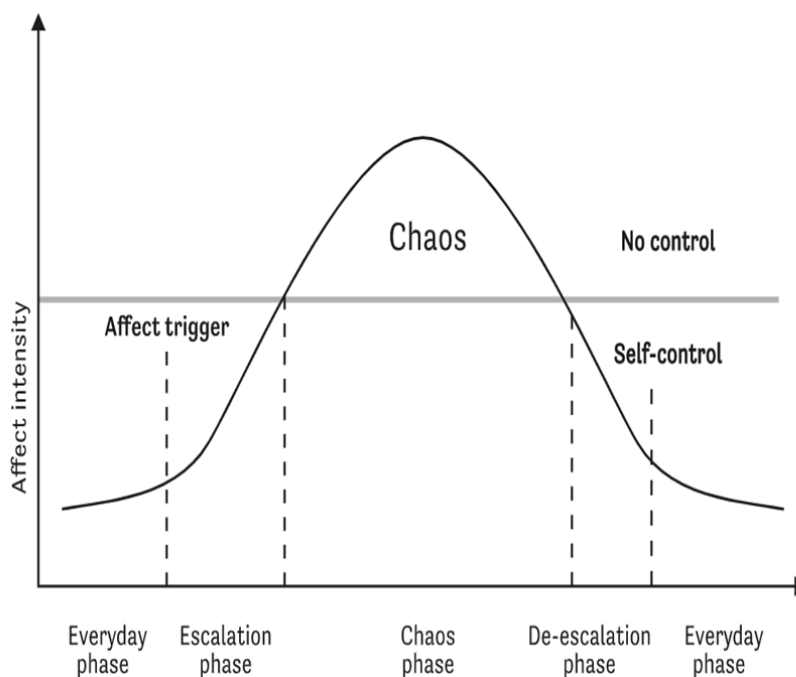 Chaos
No control
Affect trigger
Self-control
Affect intensity
Everyday
phase
Escalation
phase
Chaos
phase
De-escalation
phase
Everyday
phase